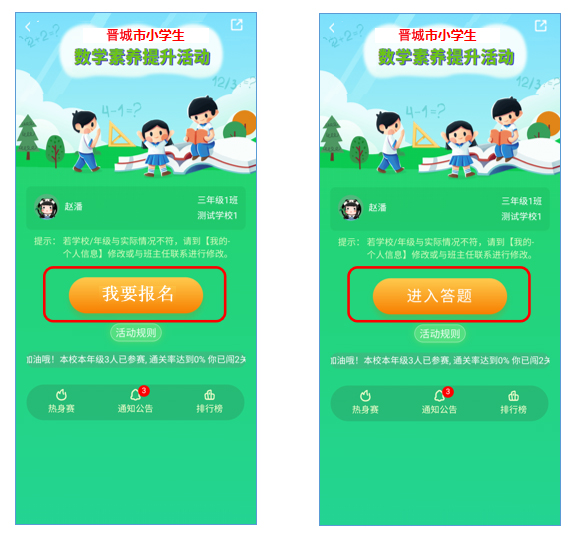 晋城市小学生
数学素养提升活动
2+2=?
12/3=?
4-1=?
赵潘
三年级1班
测试学校1
提示： 若学校/年级与实际情况不符，请到【我的-
个人信息】修改或与班主任联系进行修改。
我要报名
活动规则
加油哦！本校本年级3人已参赛, 通关率达到0% 你已闯2关
3
热身赛
通知公告
排行榜
晋城市小学生
数学素养提升活动
2+2=?
12/3=
4-1=?
赵潘
三年级1班
测试学校1
提示： 若学校/年级与实际情况不符，请到【我的-
个人信息】修改或与班主任联系进行修改。
进入答题
活动规则
加油哦！本校本年级3人已参赛, 通关率达到0% 你已闯2关
3
热身赛
通知公告
排行榜